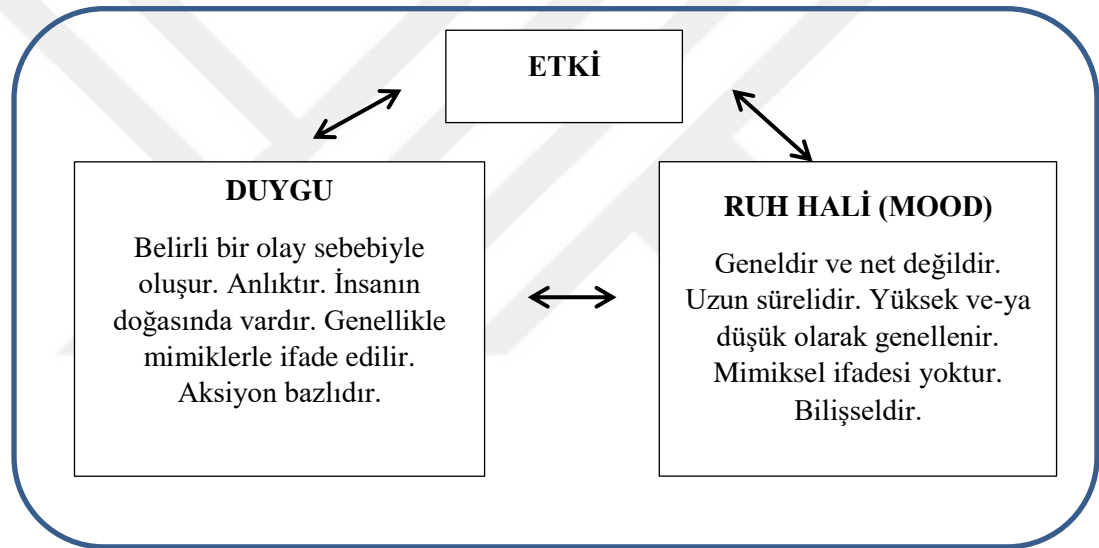 ETKİ
DUYGU
Belirli bir olay sebebiyle
oluşur. Anlıktır. İnsanın
doğasında vardır. Genellikle
mimiklerle ifade edilir.
Aksiyon bazlıdır.
RUH HALİ (MOOD)
Geneldir ve net değildir.
Uzun sürelidir. Yüksek ve-ya
düşük olarak genellenir.
Mimiksel ifadesi yoktur.
Bilişseldir.